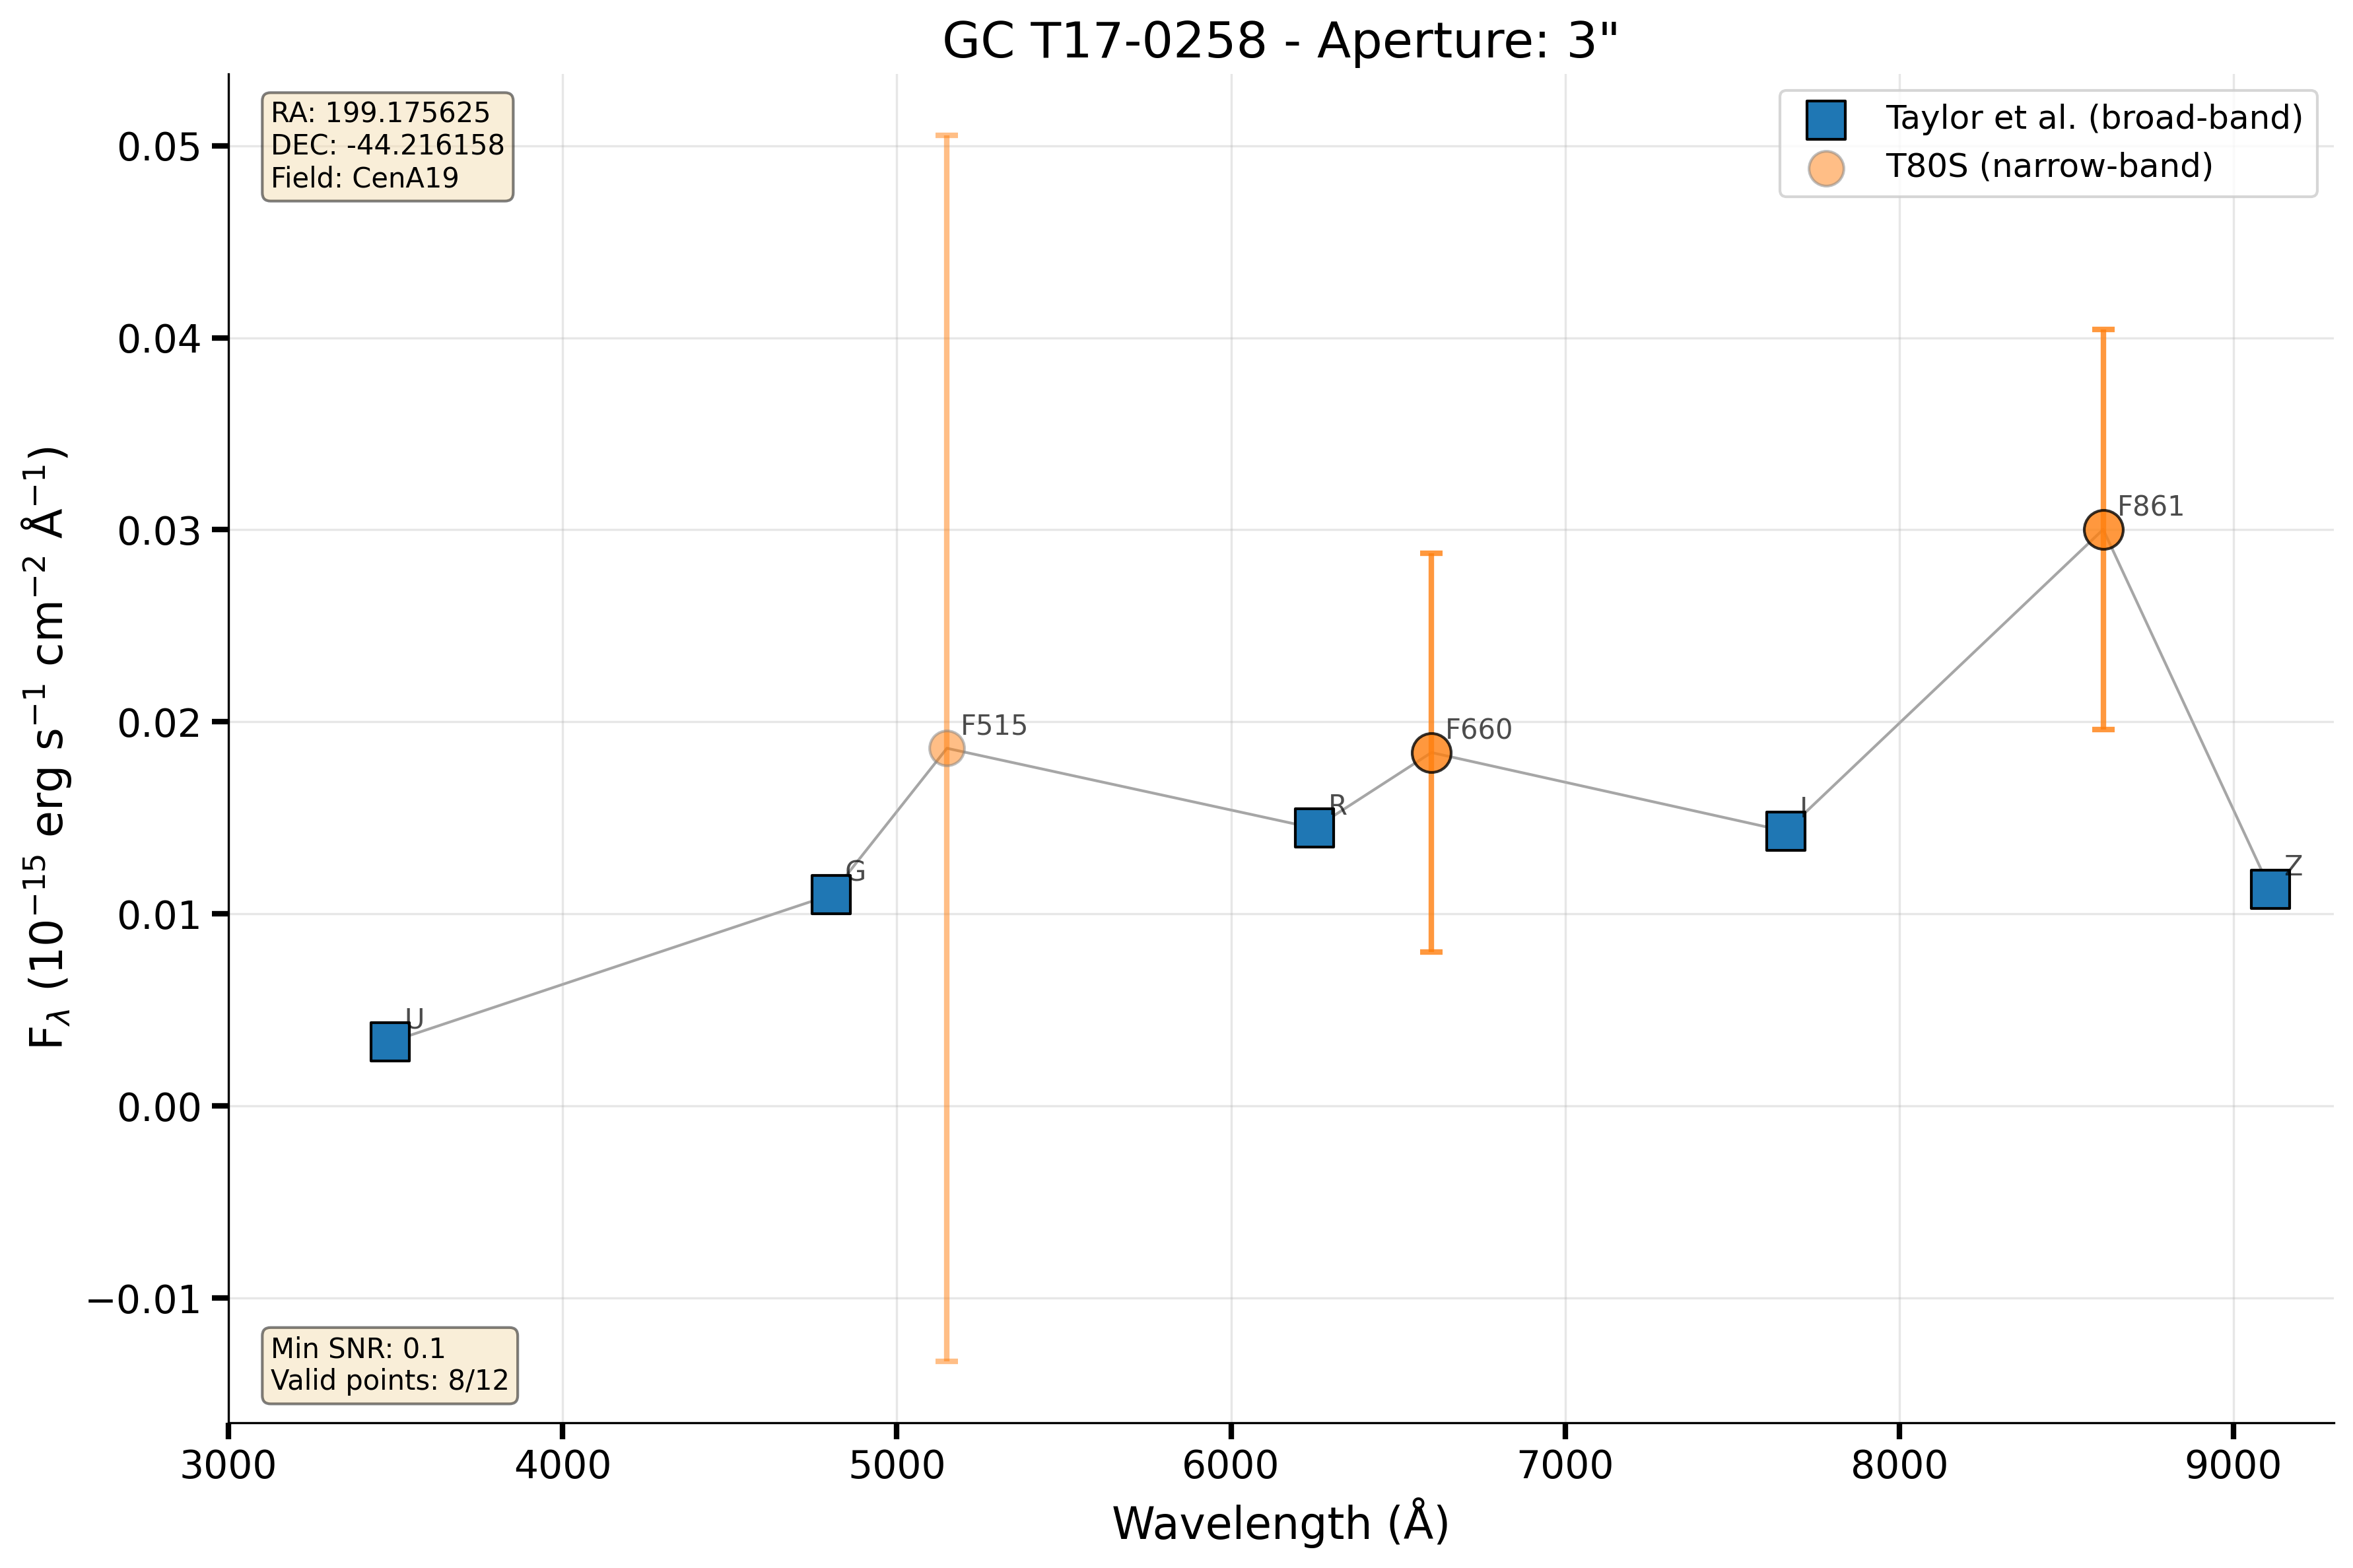 GC T17-0258 - Aperture: 3"
RA: 199.175625
DEC: -44.216158
Field: CenA19
Taylor et al. (broad-band)
T80S (narrow-band)
0.05
0.04
0.03
0.02
0.01
0.00
−0.01
F861
F515
F660
R
I
G
Z
U
Min SNR: 0.1
Valid points: 8/12
3000 4000 5000 6000 7000 8000 9000
Wavelength (Å)
Fλ (10⁻¹⁵ erg s⁻¹ cm⁻² Å⁻¹)